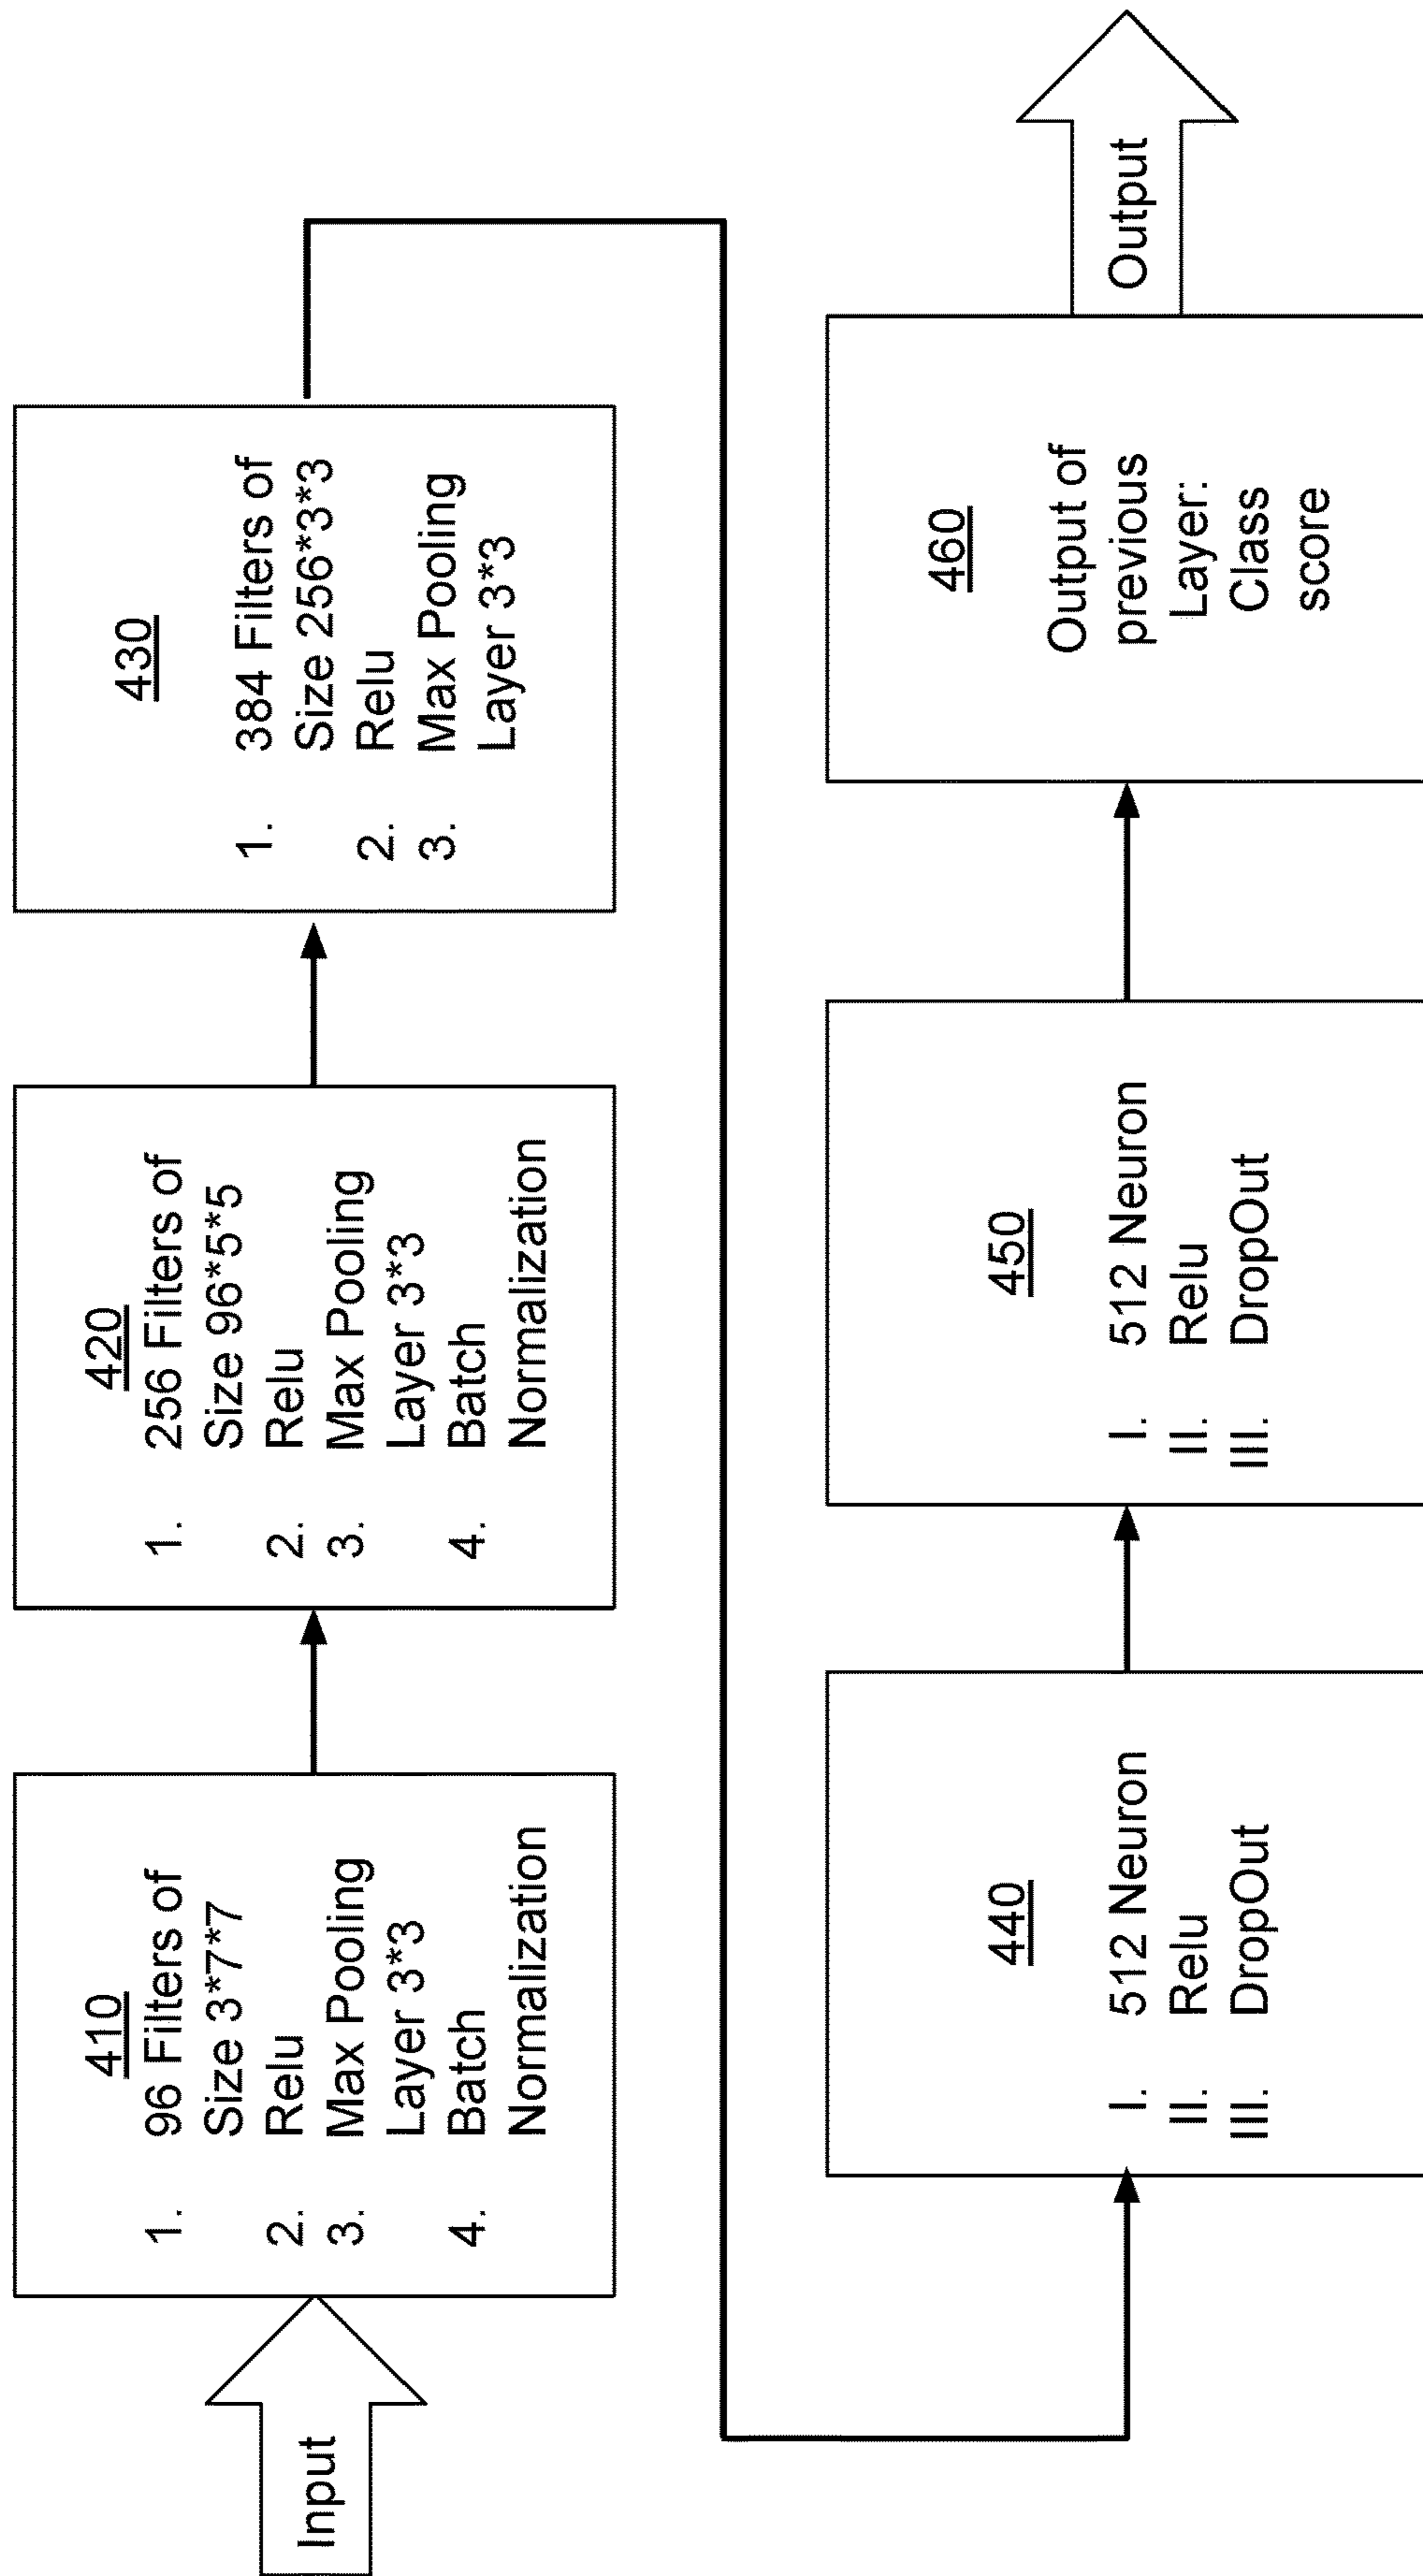 Input
410
1. 96 Filters of
Size 3*7*7
2. Relu
3. Max Pooling
Layer 3*3
4. Batch
Normalization
420
1. 256 Filters of
Size 96*5*5
2. Relu
3. Max Pooling
Layer 3*3
4. Batch
Normalization
430
1. 384 Filters of
Size 256*3*3
2. Relu
3. Max Pooling
Layer 3*3
440
I. 512 Neuron
II. Relu
III. DropOut
450
I. 512 Neuron
II. Relu
III. DropOut
460
Output of
previous
Layer:
Class
score
Output